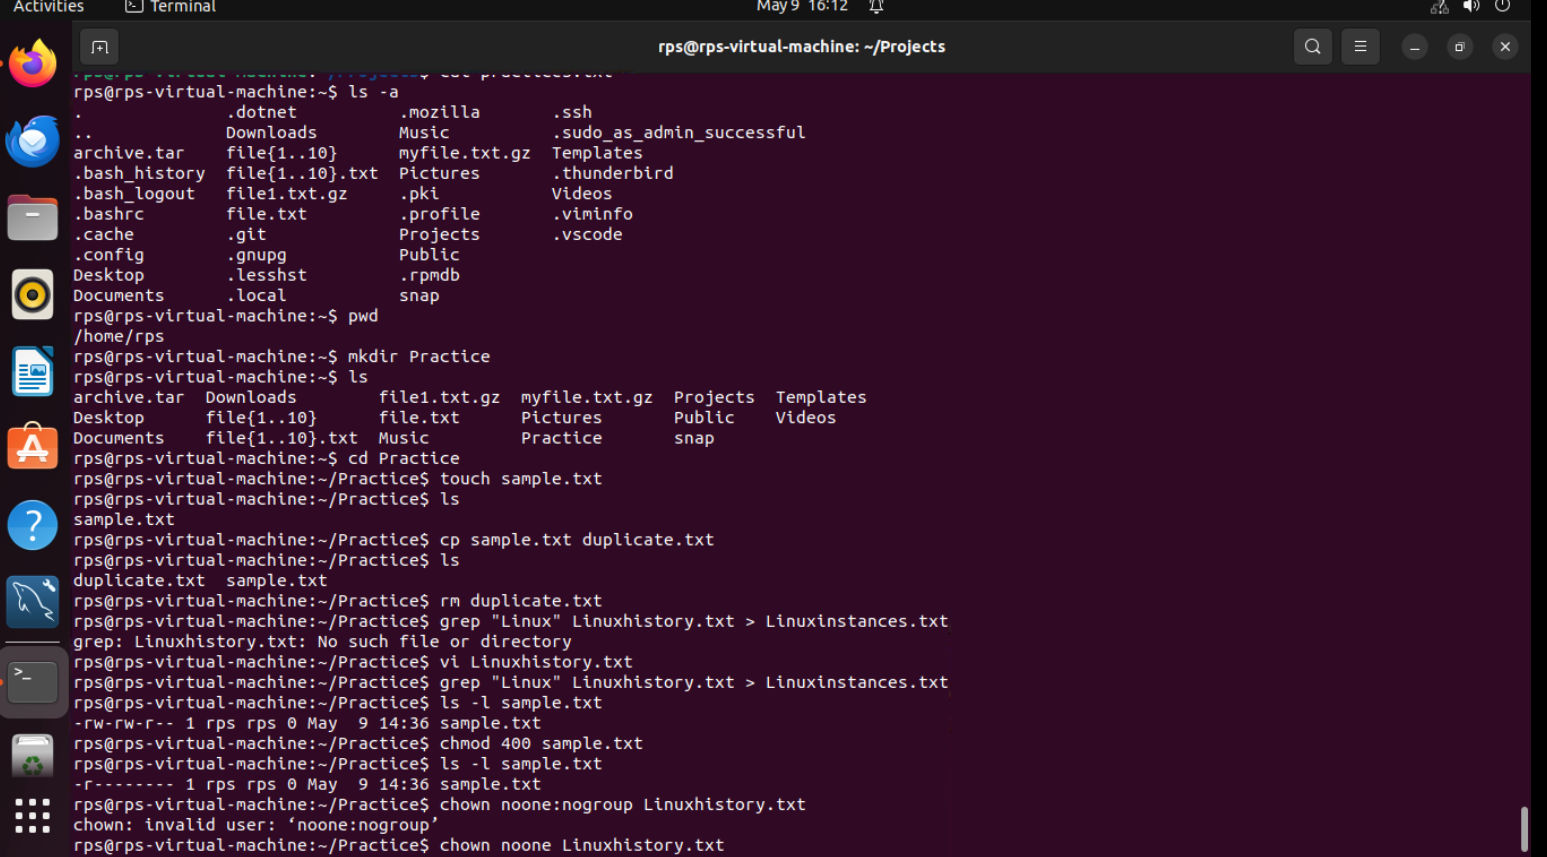 Activities Terminal May 9 16:12
rps@rps-virtual-machine: ~/Projects
rps@rps-virtual-machine:~/Projects$ cat practices.txt
rps@rps-virtual-machine:~$ ls -a
. .dotnet .mozilla .ssh
.. Downloads Music .sudo_as_admin_successful
archive.tar file{1..10} myfile.txt.gz Templates
.bash_history file{1..10}.txt Pictures .thunderbird
.bash_logout file1.txt.gz .pki Videos
.bashrc file.txt .profile .viminfo
.cache .git Projects .vscode
.config .gnupg Public
Desktop .lesshst .rpmdb
Documents .local snap
rps@rps-virtual-machine:~$ pwd
/home/rps
rps@rps-virtual-machine:~$ mkdir Practice
rps@rps-virtual-machine:~$ ls
archive.tar Downloads file1.txt.gz myfile.txt.gz Projects Templates
Desktop file{1..10} file.txt Pictures Public Videos
Documents file{1..10}.txt Music Practice snap
rps@rps-virtual-machine:~$ cd Practice
rps@rps-virtual-machine:~/Practice$ touch sample.txt
rps@rps-virtual-machine:~/Practice$ ls
sample.txt
rps@rps-virtual-machine:~/Practice$ cp sample.txt duplicate.txt
rps@rps-virtual-machine:~/Practice$ ls
duplicate.txt sample.txt
rps@rps-virtual-machine:~/Practice$ rm duplicate.txt
rps@rps-virtual-machine:~/Practice$ grep "Linux" Linuxhistory.txt > Linuxinstances.txt
grep: Linuxhistory.txt: No such file or directory
rps@rps-virtual-machine:~/Practice$ vi Linuxhistory.txt
rps@rps-virtual-machine:~/Practice$ grep "Linux" Linuxhistory.txt > Linuxinstances.txt
rps@rps-virtual-machine:~/Practice$ ls -l sample.txt
-rw-rw-r-- 1 rps rps 0 May  9 14:36 sample.txt
rps@rps-virtual-machine:~/Practice$ chmod 400 sample.txt
rps@rps-virtual-machine:~/Practice$ ls -l sample.txt
-r-------- 1 rps rps 0 May  9 14:36 sample.txt
rps@rps-virtual-machine:~/Practice$ chown noone:nogroup Linuxhistory.txt
chown: invalid user: ‘noone:nogroup’
rps@rps-virtual-machine:~/Practice$ chown noone Linuxhistory.txt